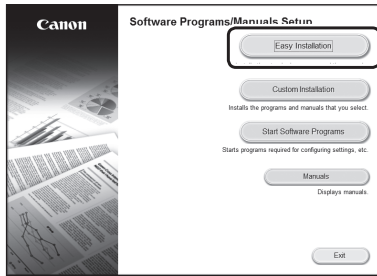 Canon
Software Programs/Manuals Setup
Easy Installation
Custom Installation
Installs the programs and manuals that you select.
Start Software Programs
Starts programs required for configuring settings, etc.
Manuals
Displays manuals.
Exit